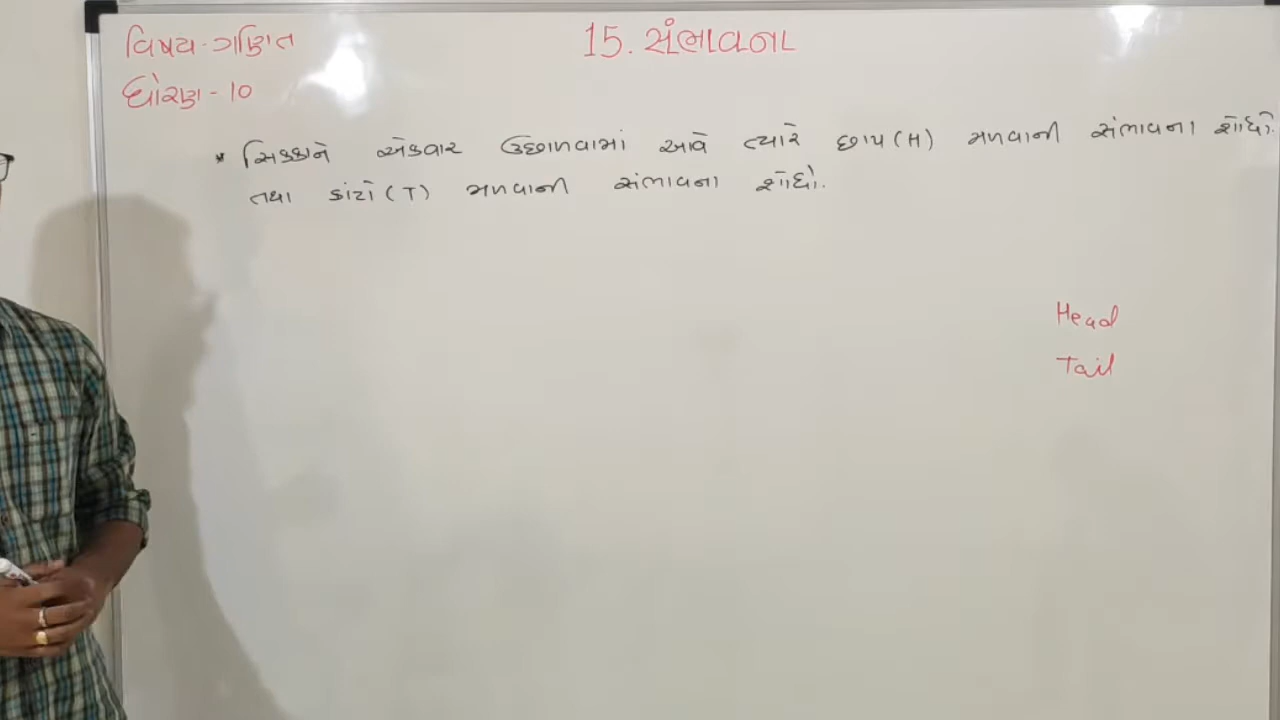 વિષય - ગણિત
ધોરણ - 10
15. સંભાવના
* સિક્કાને એકવાર ઉછાળવામાં આવે ત્યારે છાપ (H) મળવાની સંભાવના શોધો.
તથા કાંટો (T) મળવાની સંભાવના શોધો.
Head
Tail